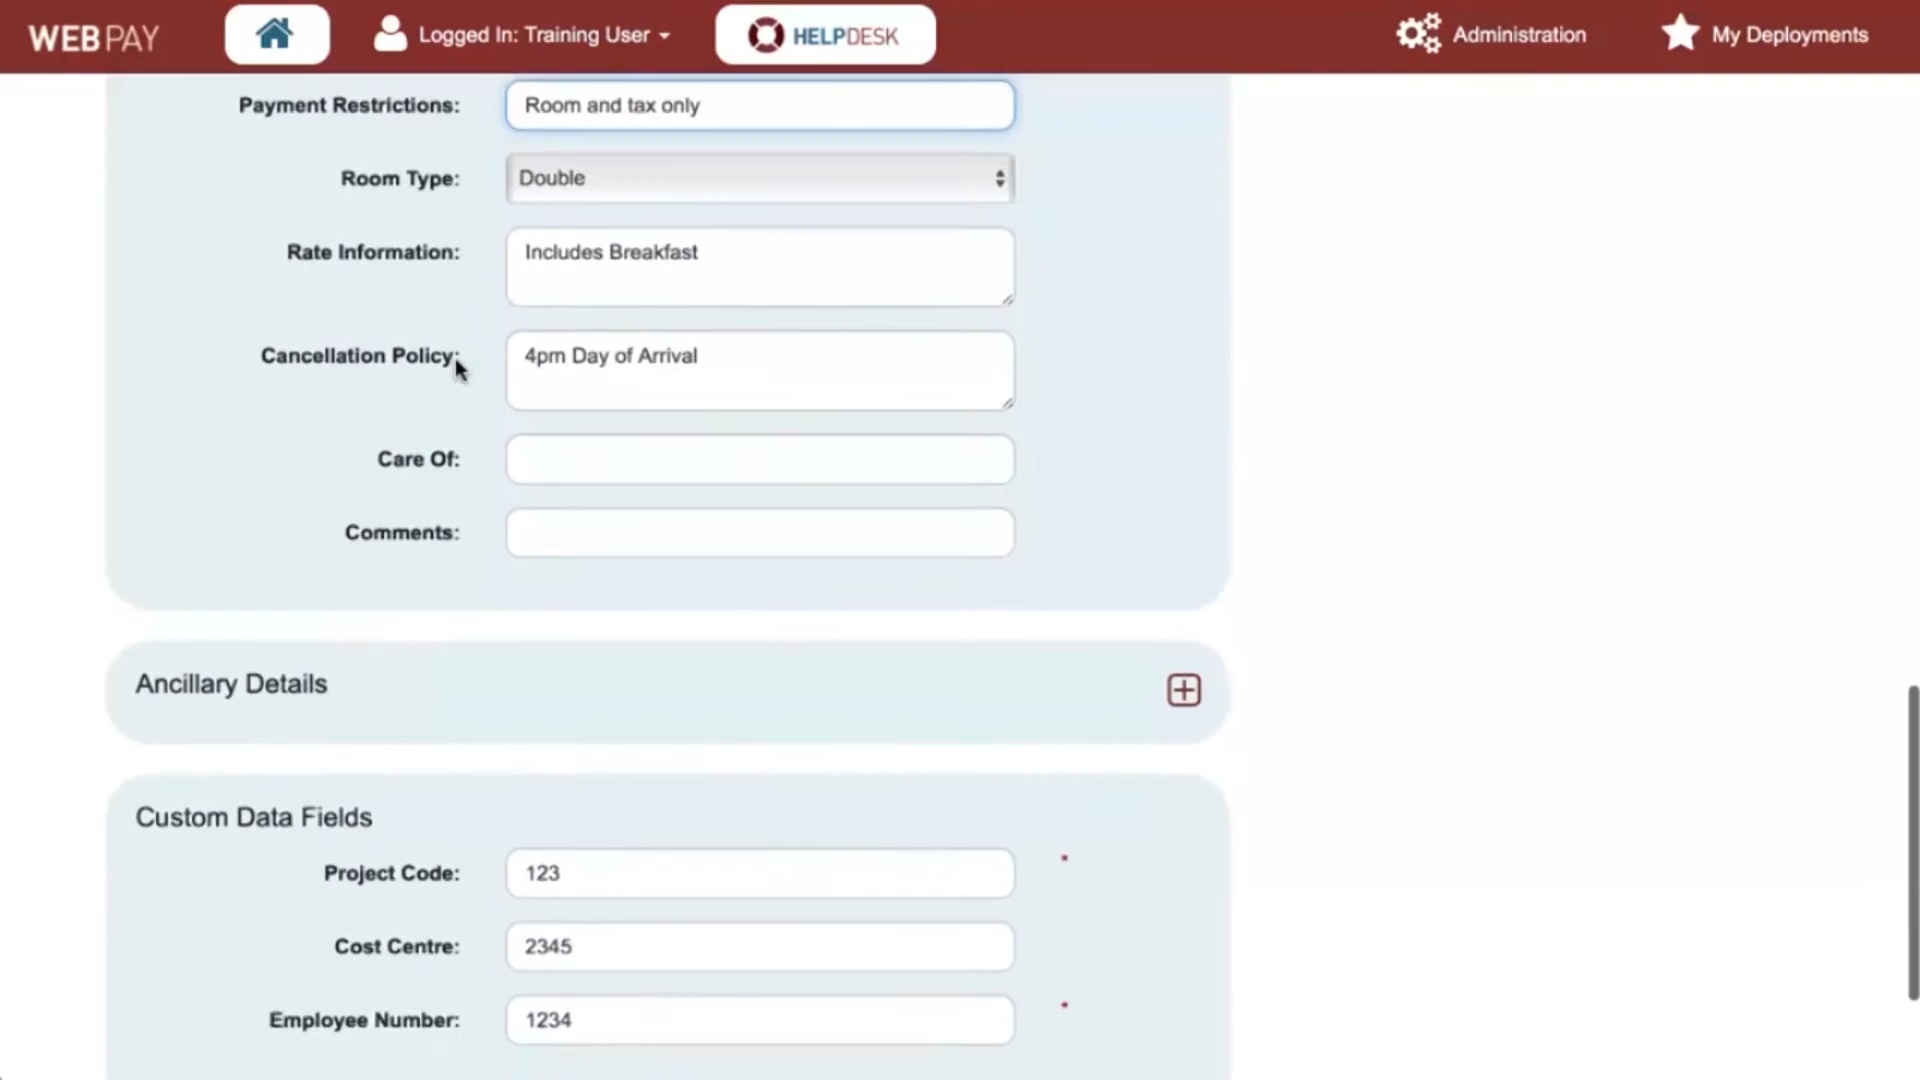 WEB PAY
Logged In: Training User
HELPDESK
Administration
My Deployments
Payment Restrictions:
Room and tax only
Room Type:
Double
Rate Information:
Includes Breakfast
Cancellation Policy:
4pm Day of Arrival
Care Of:
Comments:
Ancillary Details
Custom Data Fields
Project Code:
123
*
Cost Centre:
2345
Employee Number:
1234
*